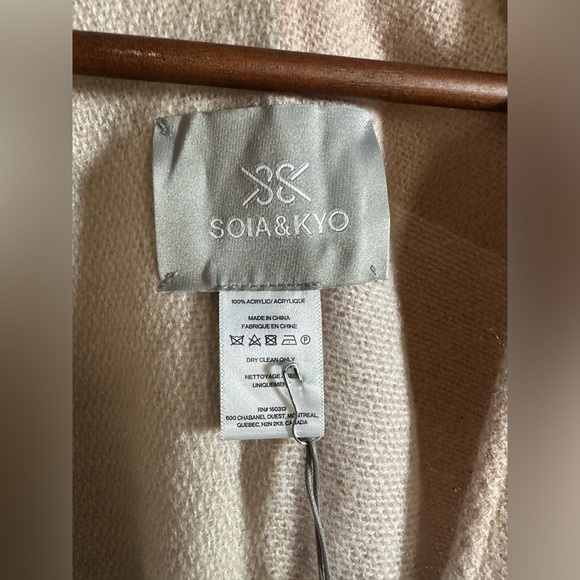 SOIA&KYO
100% ACRYLIC/ ACRYLIQUE
MADE IN CHINA
FABRIQUE EN CHINE
DRY CLEAN ONLY
NETTOYAGE
UNIQUEMENT
RN# 160313
600 CHABANEL OUEST, MONTREAL,
QUEBEC, H2N 2K8, CANADA